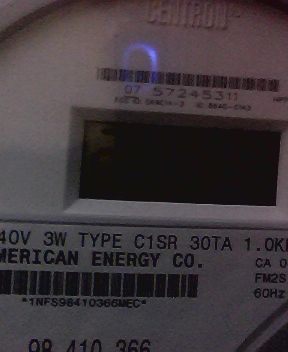 CENTRON
07 57245311
40V 3W TYPE C1SR 30TA 1.0K
MERICAN ENERGY CO.
CA 0
FM2S
60Hz
*1NFS98410366MEC*
98 410 366